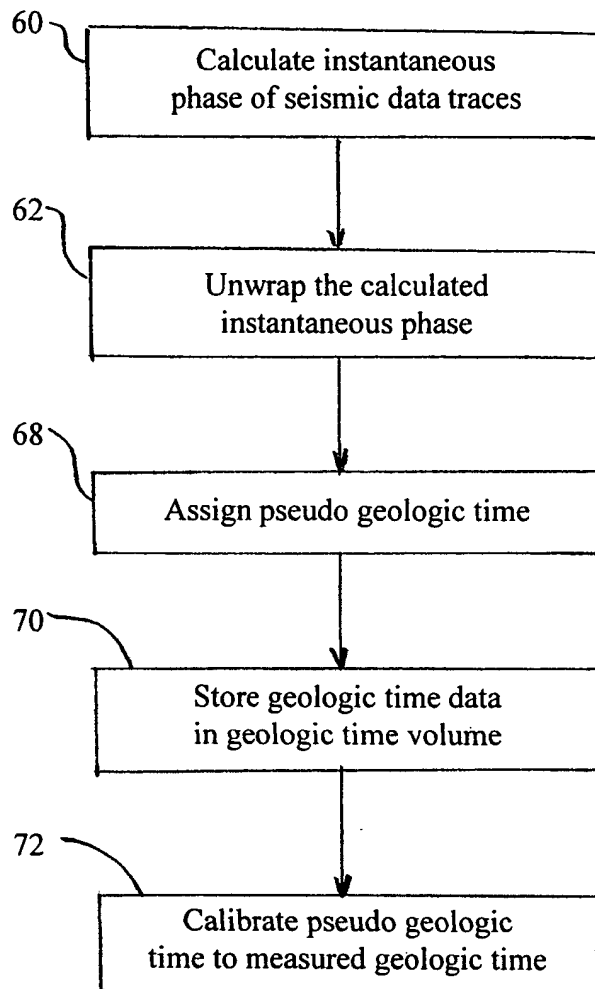 60
Calculate instantaneous
phase of seismic data traces
62
Unwrap the calculated
instantaneous phase
68
Assign pseudo geologic time
70
Store geologic time data
in geologic time volume
72
Calibrate pseudo geologic
time to measured geologic time